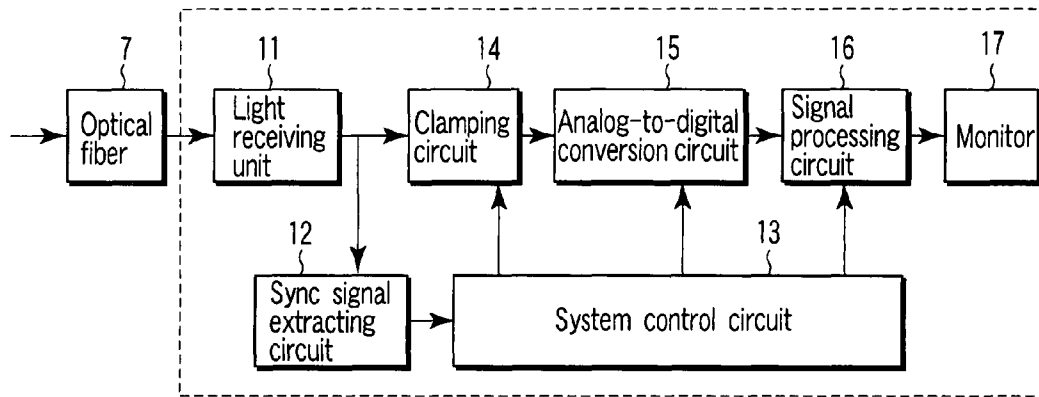 7
11
14
15
16
17
Optical
fiber
Light
receiving
unit
Clamping
circuit
Analog-to-digital
conversion circuit
Signal
processing
circuit
Monitor
12
13
Sync signal
extracting
circuit
System control circuit